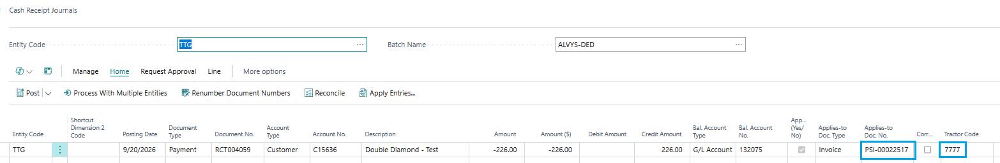 Cash Receipt Journals
Entity Code TTG ... Batch Name ALVYS-DED ...
Manage Home Request Approval Line More options
Post Process With Multiple Entities Renumber Document Numbers Reconcile Apply Entries...
Entity Code Shortcut Dimension 2 Code Posting Date Document Type Document No. Account Type Account No. Description Amount Amount ($) Debit Amount Credit Amount Bal. Account Type Bal. Account No. App... (Yes/ No) Applies-to Doc. Type Applies-to Doc. No. Corr... Tractor Code
TTG 9/20/2026 Payment RCT004059 Customer C15636 Double Diamond - Test -226.00 -226.00 226.00 G/L Account 132075 Invoice PSI-00022517 7777